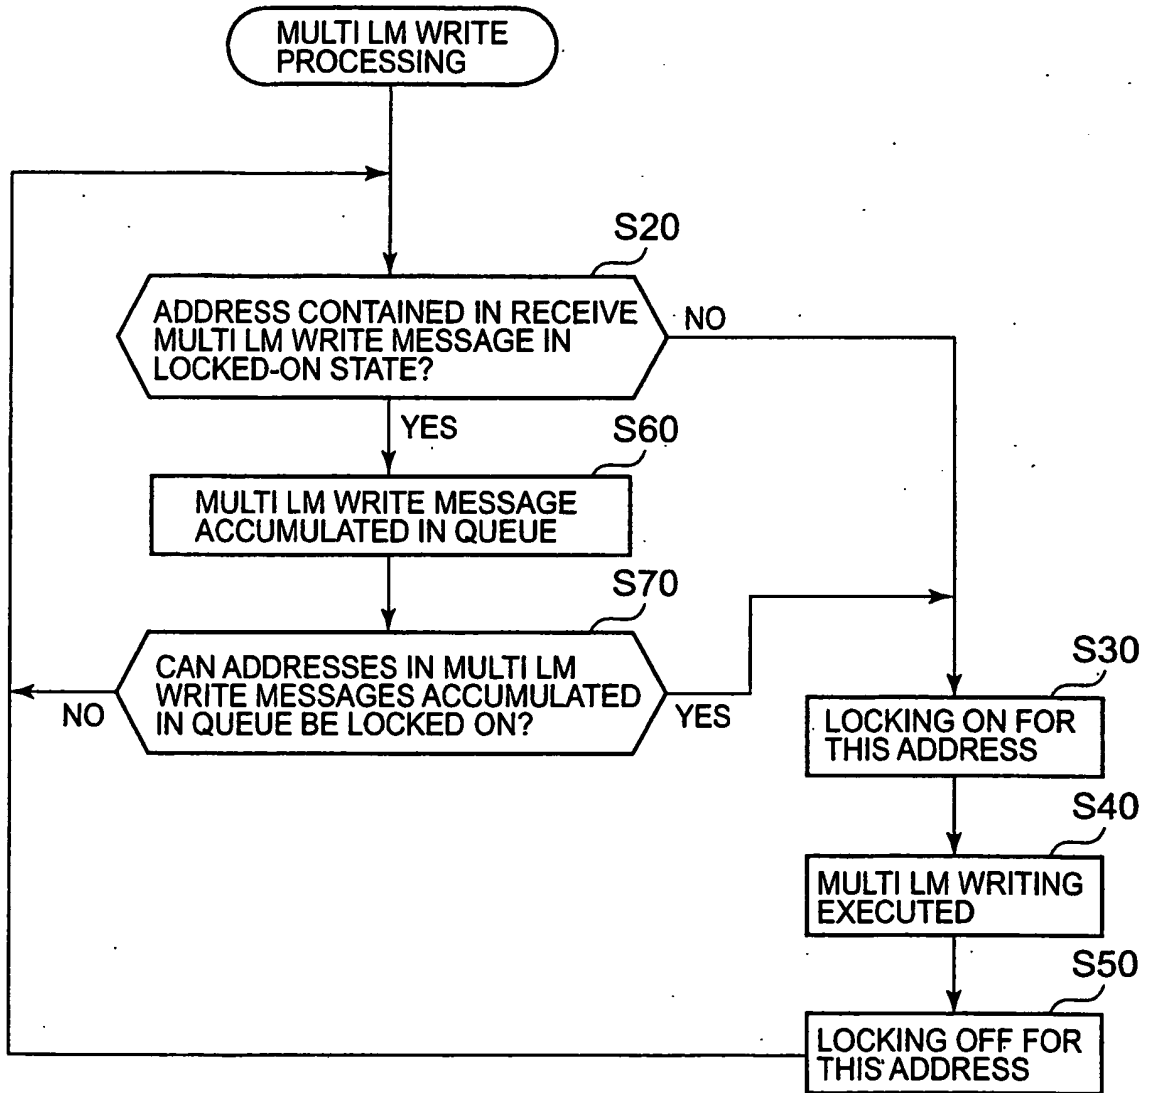 MULTI LM WRITE
PROCESSING
S20
ADDRESS CONTAINED IN RECEIVE
MULTI LM WRITE MESSAGE IN
LOCKED-ON STATE?
NO
YES
S60
MULTI LM WRITE MESSAGE
ACCUMULATED IN QUEUE
S70
CAN ADDRESSES IN MULTI LM
WRITE MESSAGES ACCUMULATED
IN QUEUE BE LOCKED ON?
NO
YES
S30
LOCKING ON FOR
THIS ADDRESS
S40
MULTI LM WRITING
EXECUTED
S50
LOCKING OFF FOR
THIS ADDRESS